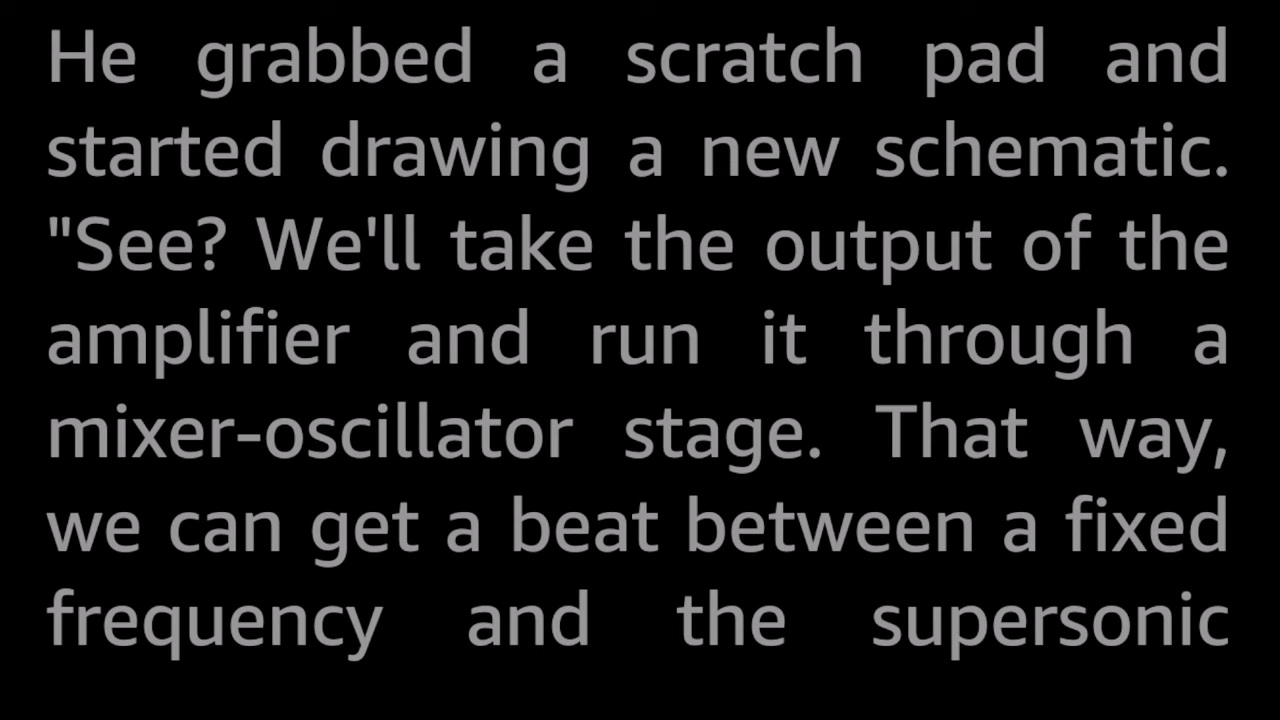 He grabbed a scratch pad and
started drawing a new schematic.
"See? We'll take the output of the
amplifier and run it through a
mixer-oscillator stage. That way,
we can get a beat between a fixed
frequency and the supersonic